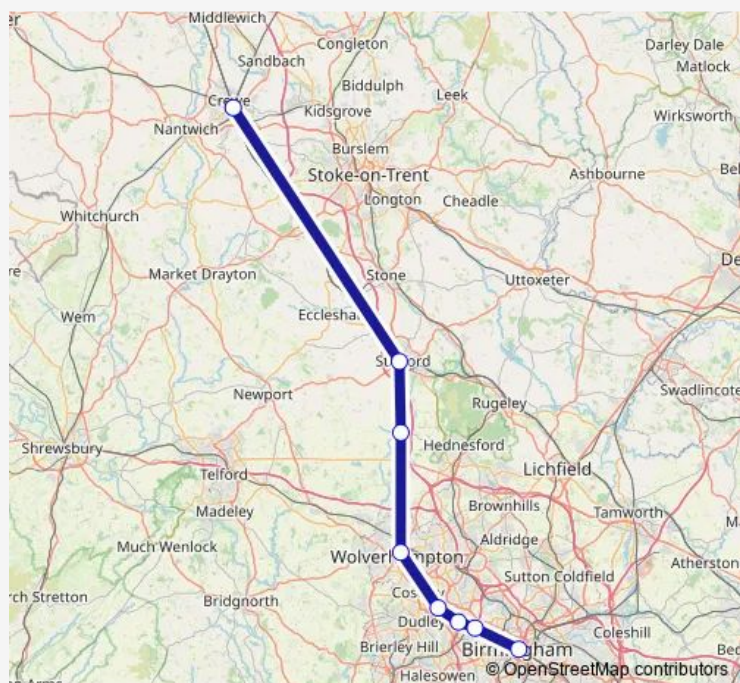 Middlewich
Congleton
Darley Dale
Sandbach
Matlock
Biddulph
Leek
Kidsgrove
Wirksworth
Nantwich
Burslem
Stoke-on-Trent
Ashbourne
Longton
Cheadle
Whitchurch
Market Drayton
Stone
Uttoxeter
Wem
Newport
Rugeley
Swadlincote
Shrewsbury
Hednesford
Telford
Lichfield
Madeley
Brownhills
Tamworth
Much Wenlock
Aldridge
Atherston
Sutton Coldfield
rch Stretton
Bridgnorth
Dudley
Coleshill
Brierley Hill
Halesowen
© OpenStreetMap contributors